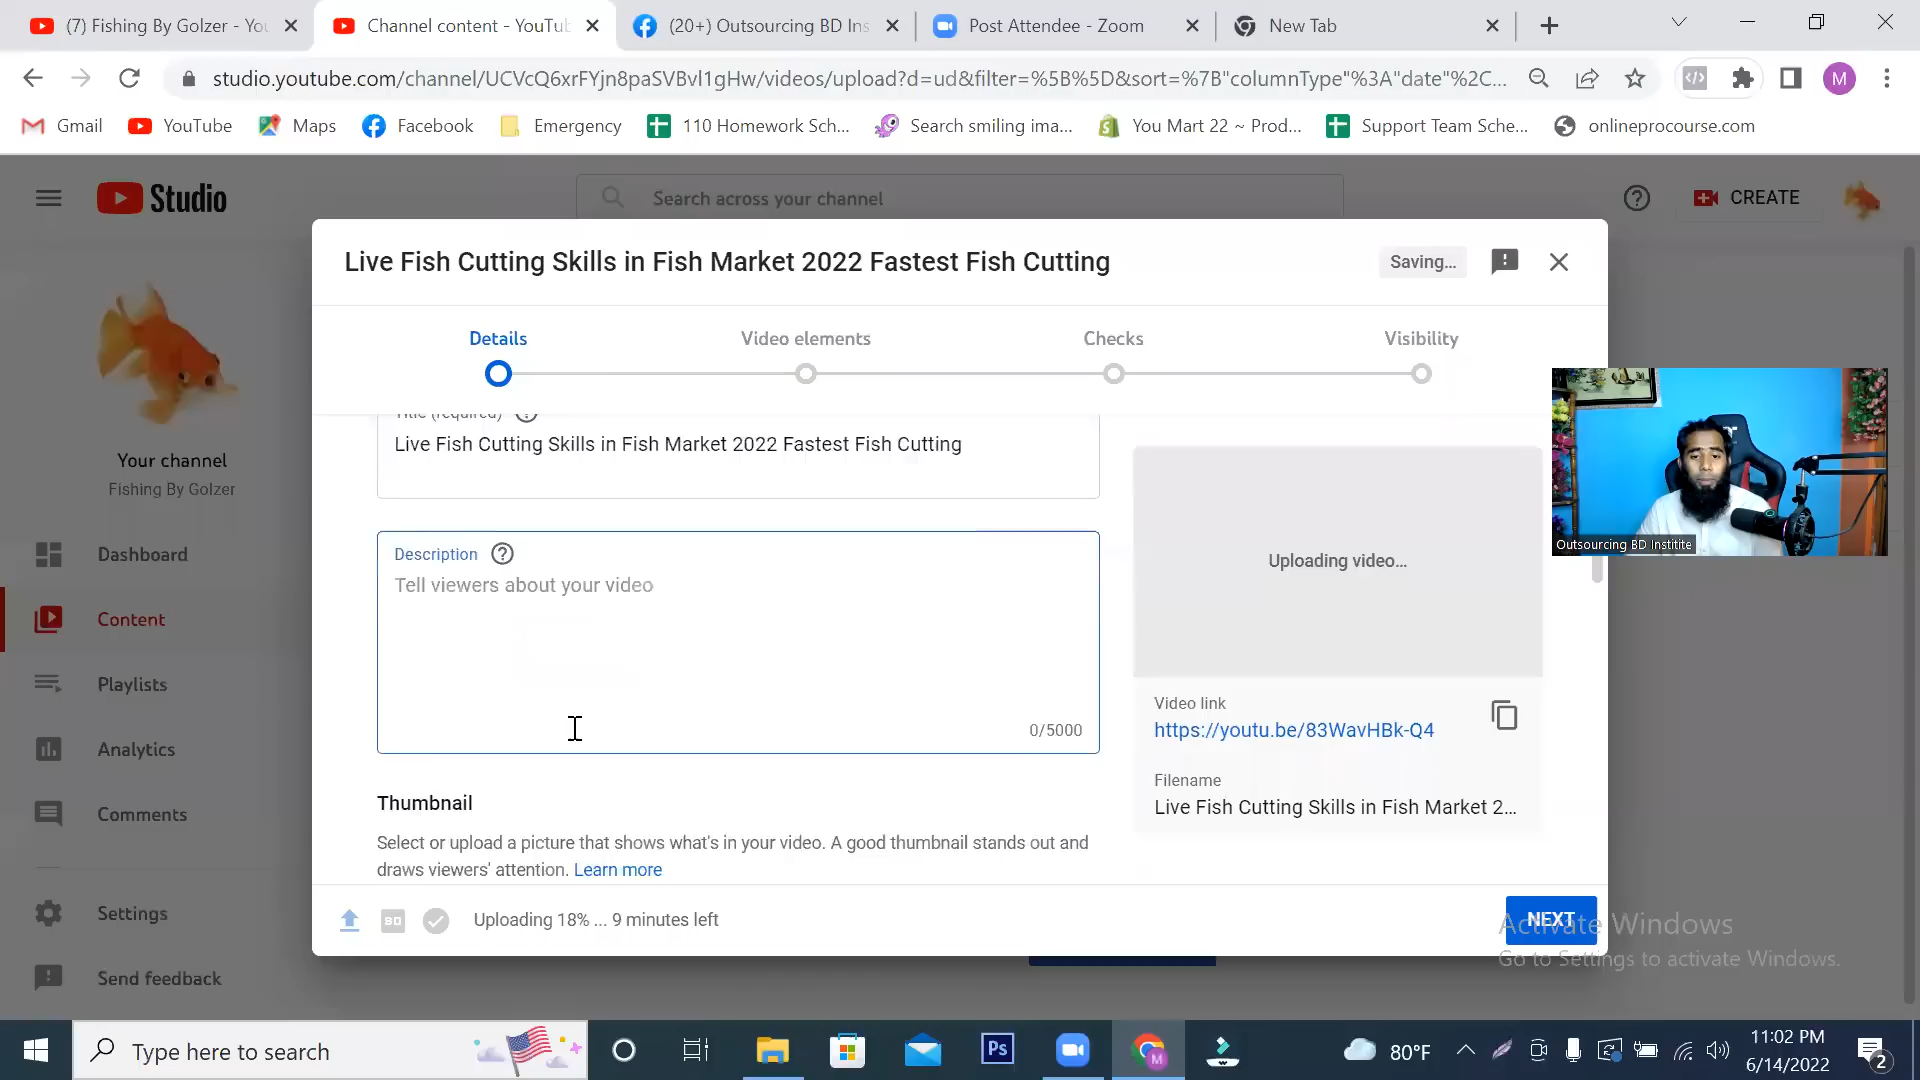 (7) Fishing By Golzer - You
Channel content - YouTub
(20+) Outsourcing BD Ins
Post Attendee - Zoom
New Tab
studio.youtube.com/channel/UCVcQ6xrFYjn8paSVBvl1gHw/videos/upload?d=ud&filter=%5B%5D&sort=%7B"columnType"%3A"date"%2C...
M
Gmail
YouTube
Maps
Facebook
Emergency
110 Homework Sch...
Search smiling ima...
You Mart 22 ~ Prod...
Support Team Sche...
onlineprocourse.com
Studio
Search across your channel
CREATE
Live Fish Cutting Skills in Fish Market 2022 Fastest Fish Cutting
Saving...
Details
Video elements
Checks
Visibility
Title (required)
Live Fish Cutting Skills in Fish Market 2022 Fastest Fish Cutting
Description
Tell viewers about your video
0/5000
Uploading video...
Outsourcing BD Institite
Video link
https://youtu.be/83WavHBk-Q4
Filename
Live Fish Cutting Skills in Fish Market 2...
Thumbnail
Select or upload a picture that shows what's in your video. A good thumbnail stands out and
draws viewers' attention. Learn more
SD
Uploading 18% ... 9 minutes left
NEXT
Your channel
Fishing By Golzer
Dashboard
Content
Playlists
Analytics
Comments
Settings
Send feedback
Activate Windows
Go to Settings to activate Windows.
Type here to search
Ps
M
80°F
11:02 PM
6/14/2022
2